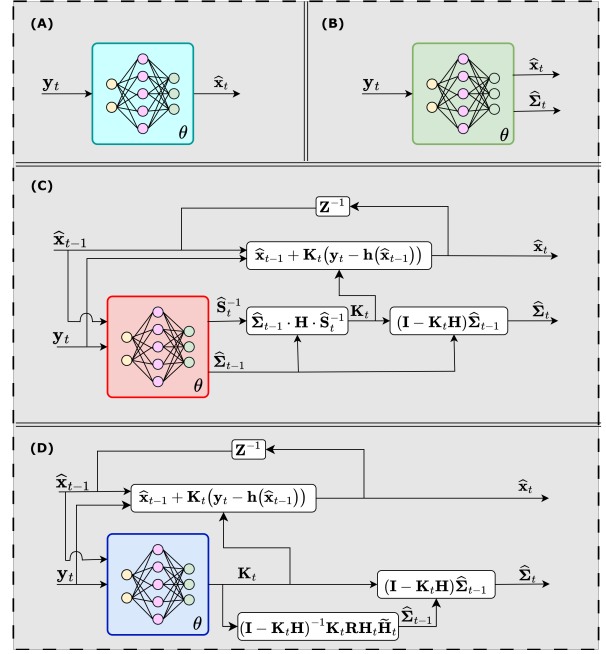 (A)
y_t
x̂_t
θ
(B)
y_t
x̂_t
Σ̂_t
θ
(C)
Z⁻¹
x̂_{t−1}
x̂_{t−1} + K_t(y_t − h(x̂_{t−1}))
x̂_t
y_t
Ŝ_t⁻¹
Σ̂_{t−1} · H · Ŝ_t⁻¹
K_t
(I − K_tH)Σ̂_{t−1}
Σ̂_t
Σ̂_{t−1}
θ
(D)
Z⁻¹
x̂_{t−1}
x̂_{t−1} + K_t(y_t − h(x̂_{t−1}))
x̂_t
y_t
K_t
(I − K_tH)Σ̂_{t−1}
Σ̂_t
Σ̂_{t−1}
(I − K_tH)⁻¹K_tRH_tH̃_t
θ